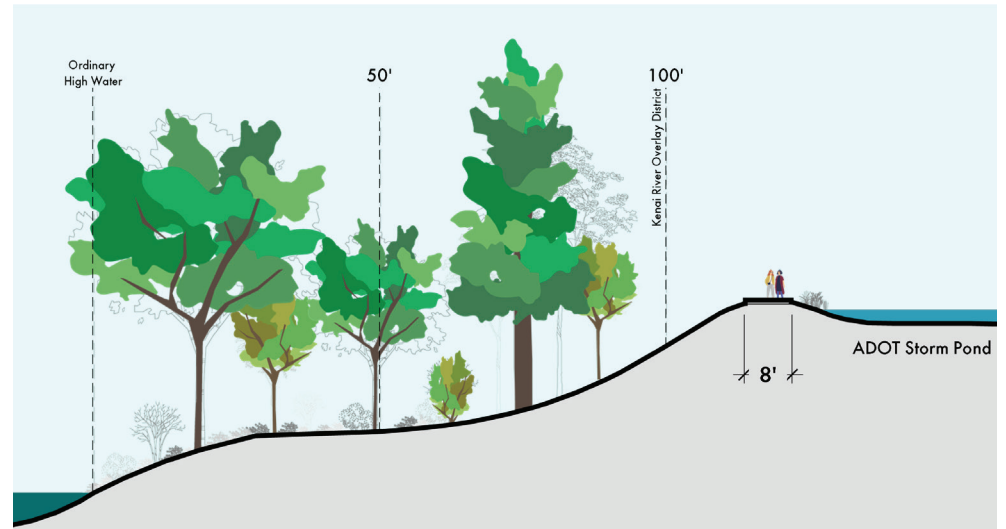 Ordinary
High Water
50'
100'
Kenai River Overlay District
ADOT Storm Pond
8'